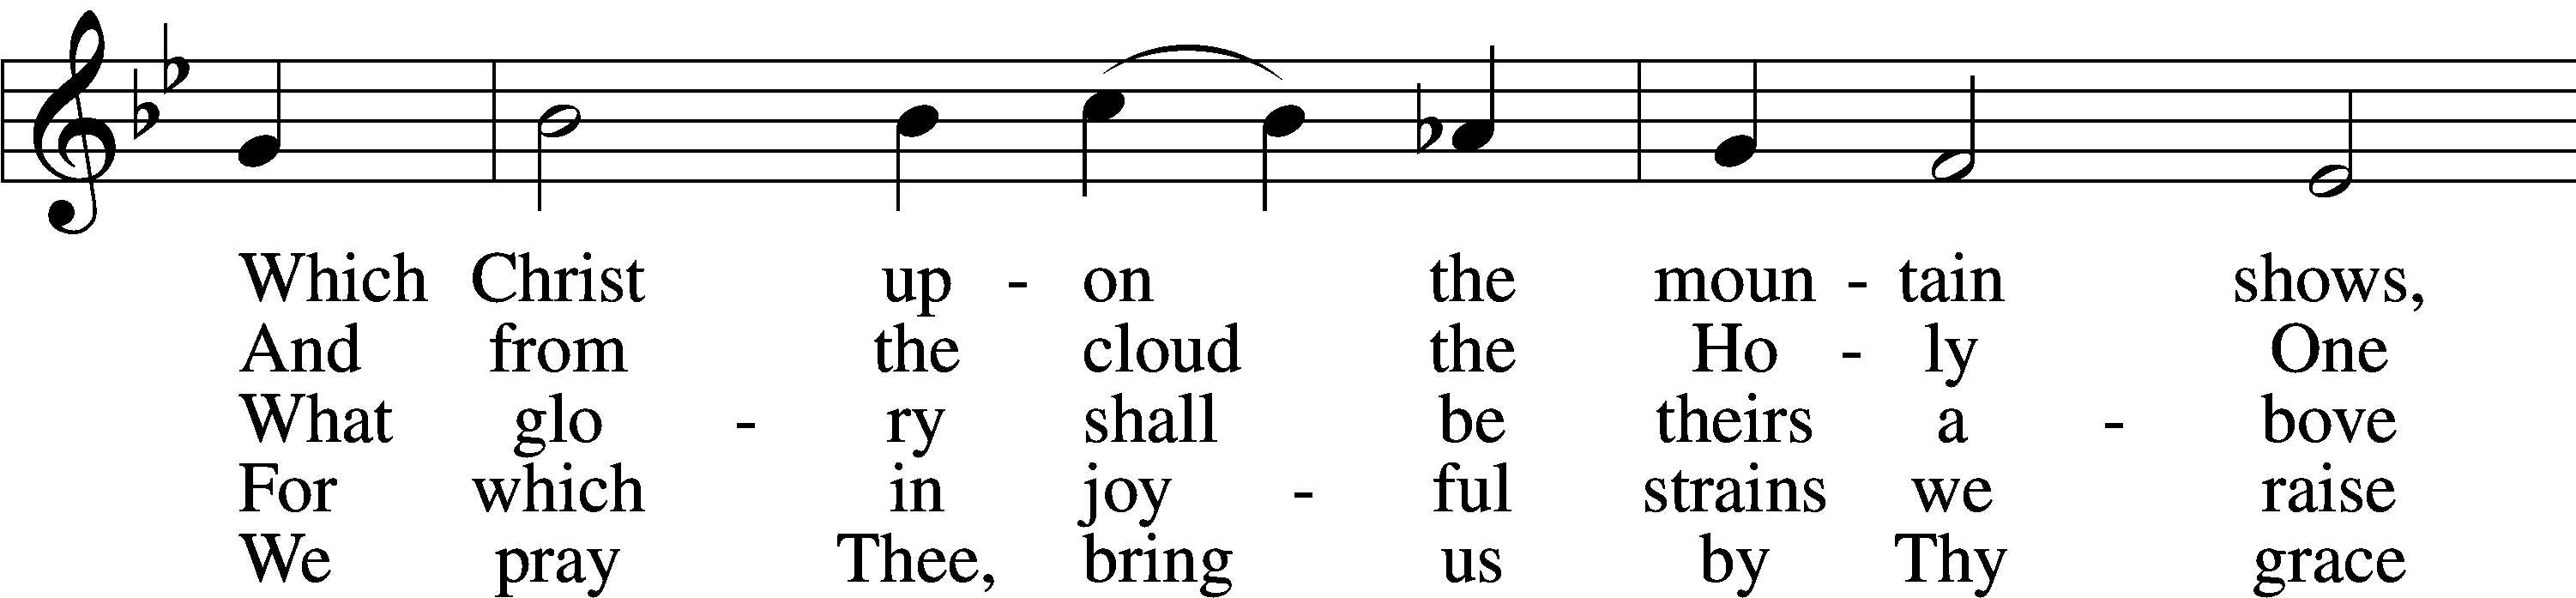 Which Christ up - on the moun - tain shows,
And from the cloud the Ho - ly One
What glo - ry shall be theirs a - bove
For which in joy - ful strains we raise
We pray Thee, bring us by Thy grace